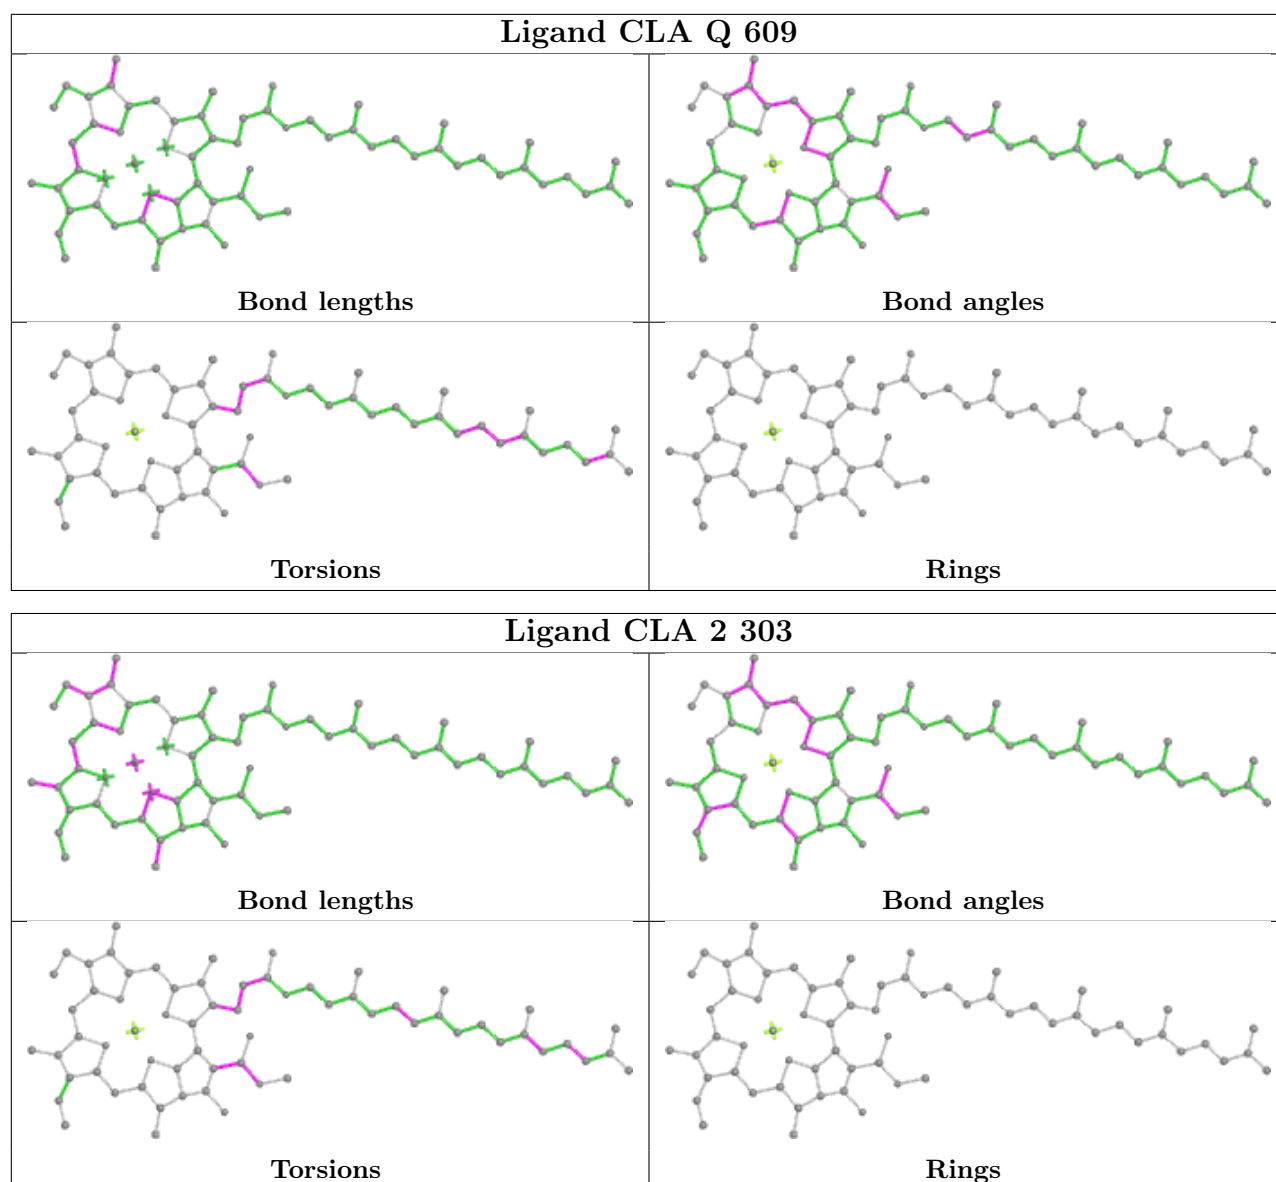 Ligand CLA Q 609
Bond lengths
Bond angles
Torsions
Rings
Ligand CLA 2 303
Bond lengths
Bond angles
Torsions
Rings